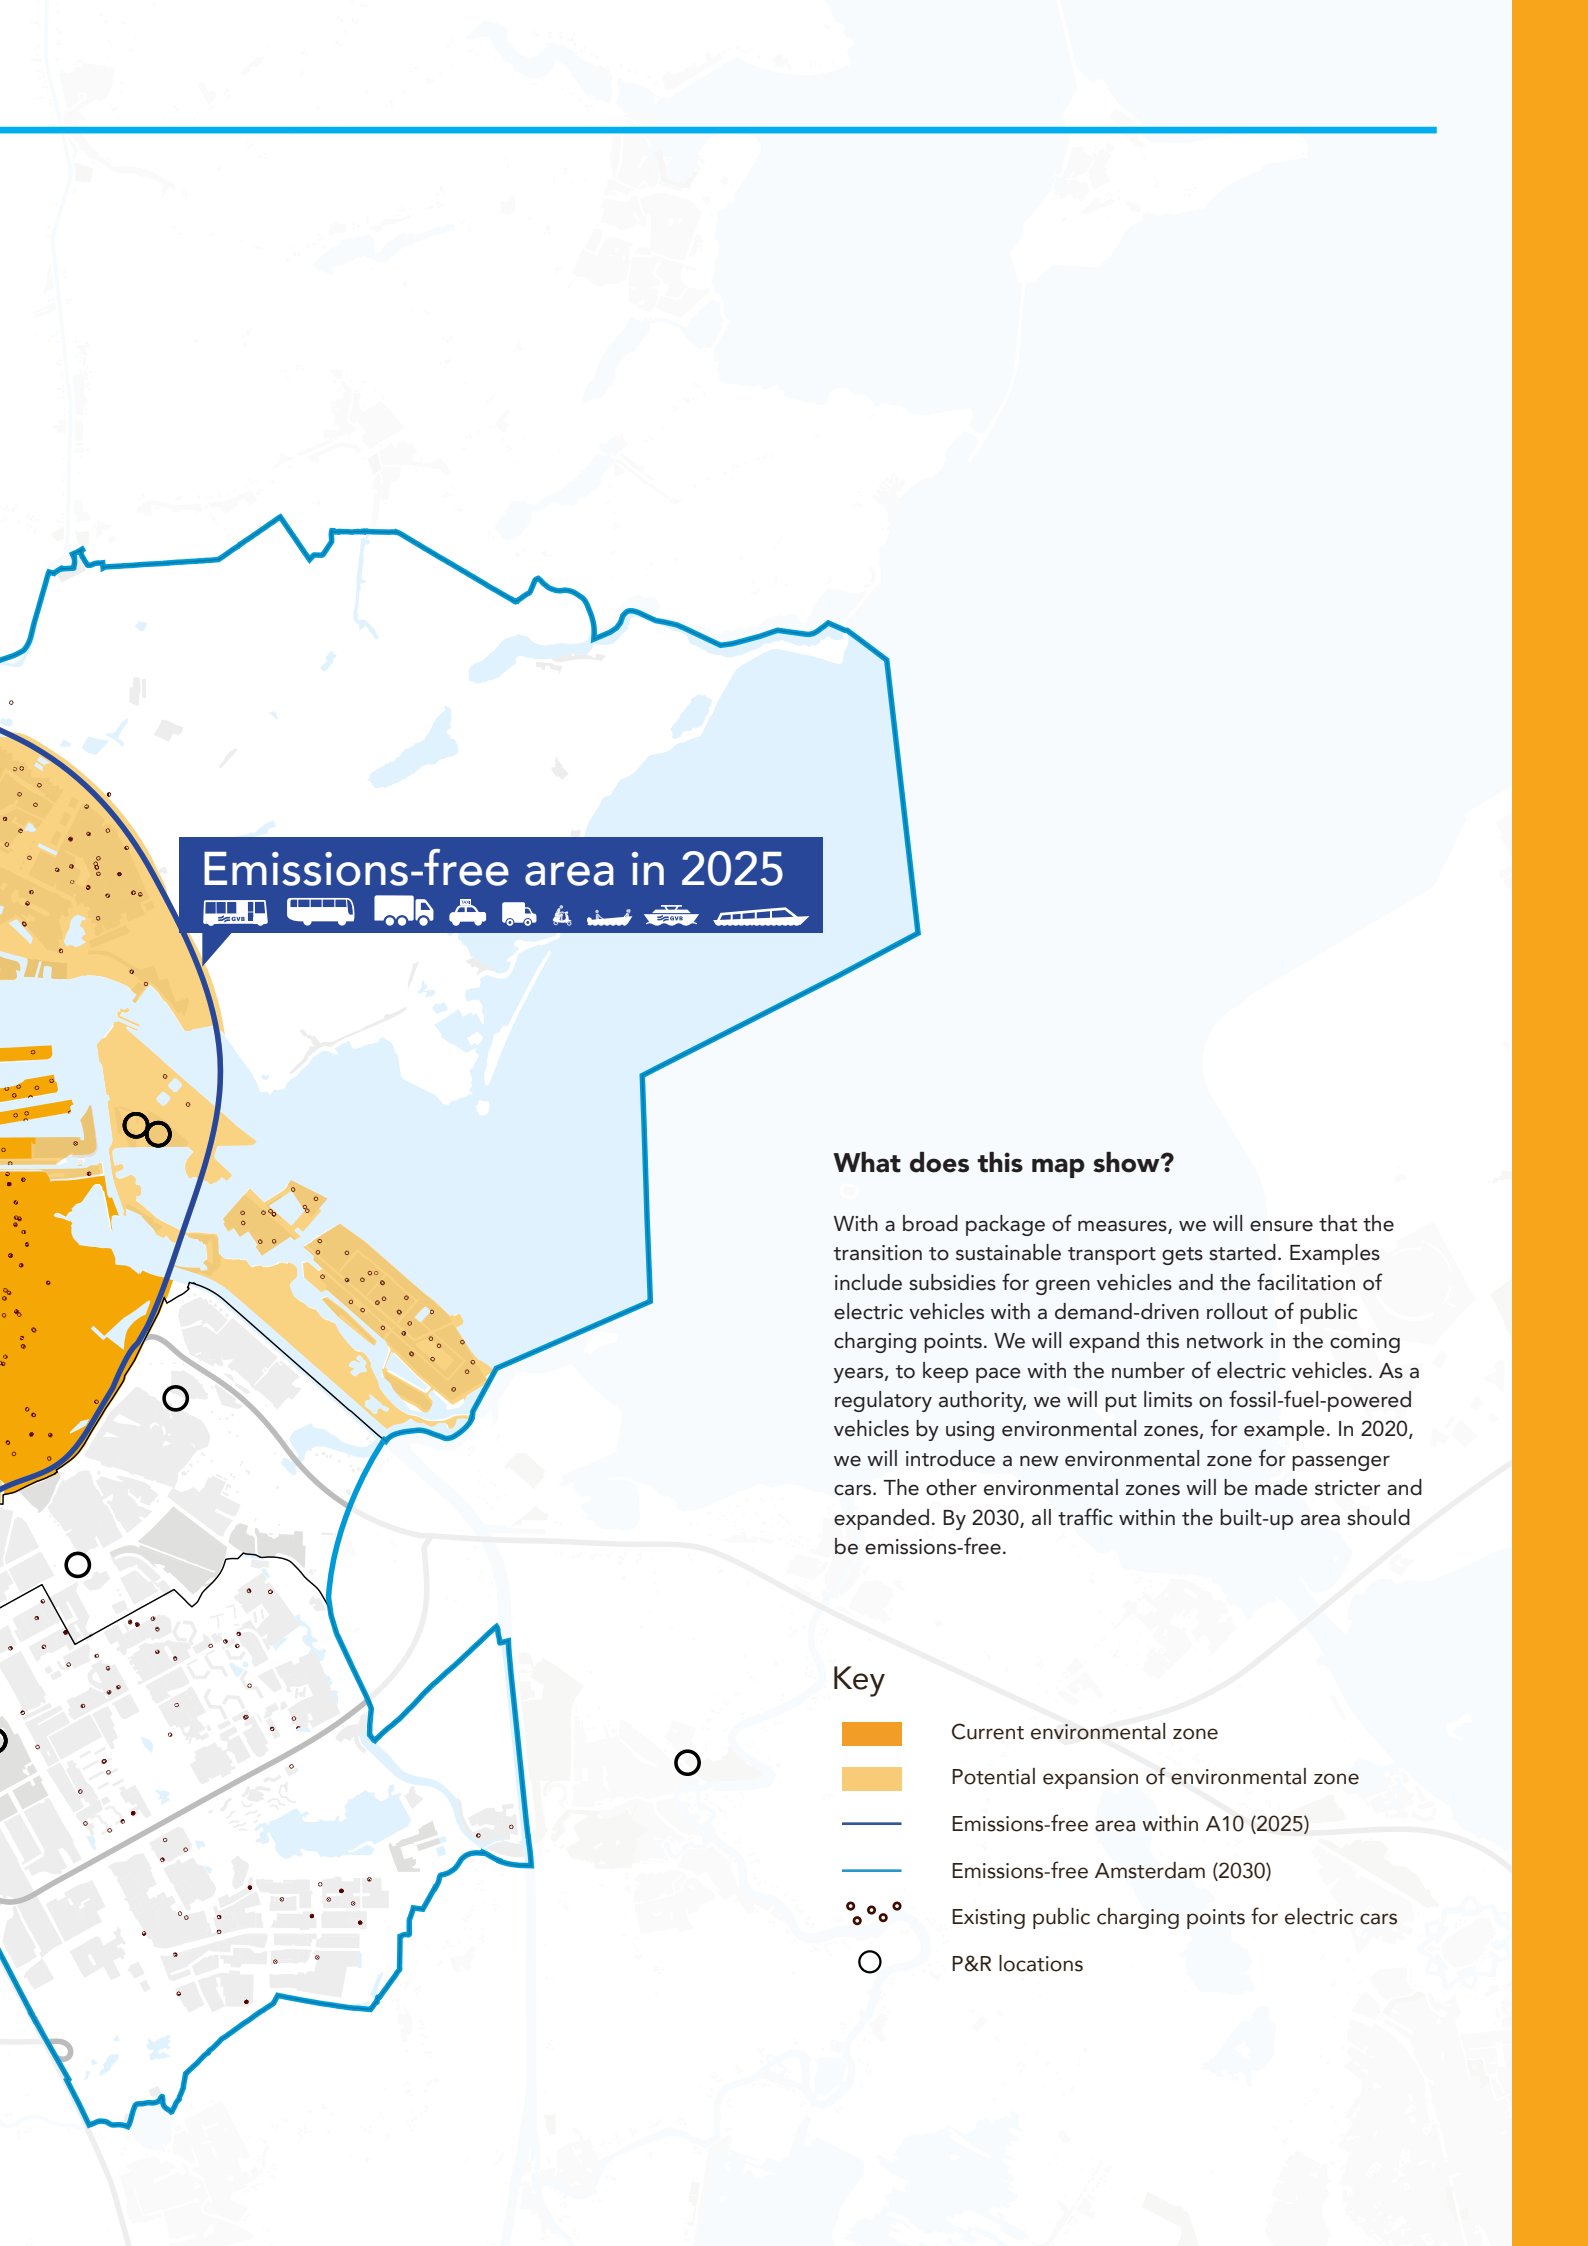 Emissions-free area in 2025
GVB
TAXI
GVB
What does this map show?
With a broad package of measures, we will ensure that the
transition to sustainable transport gets started. Examples
include subsidies for green vehicles and the facilitation of
electric vehicles with a demand-driven rollout of public
charging points. We will expand this network in the coming
years, to keep pace with the number of electric vehicles. As a
regulatory authority, we will put limits on fossil-fuel-powered
vehicles by using environmental zones, for example. In 2020,
we will introduce a new environmental zone for passenger
cars. The other environmental zones will be made stricter and
expanded. By 2030, all traffic within the built-up area should
be emissions-free.
Key
Current environmental zone
Potential expansion of environmental zone
Emissions-free area within A10 (2025)
Emissions-free Amsterdam (2030)
Existing public charging points for electric cars
P&R locations